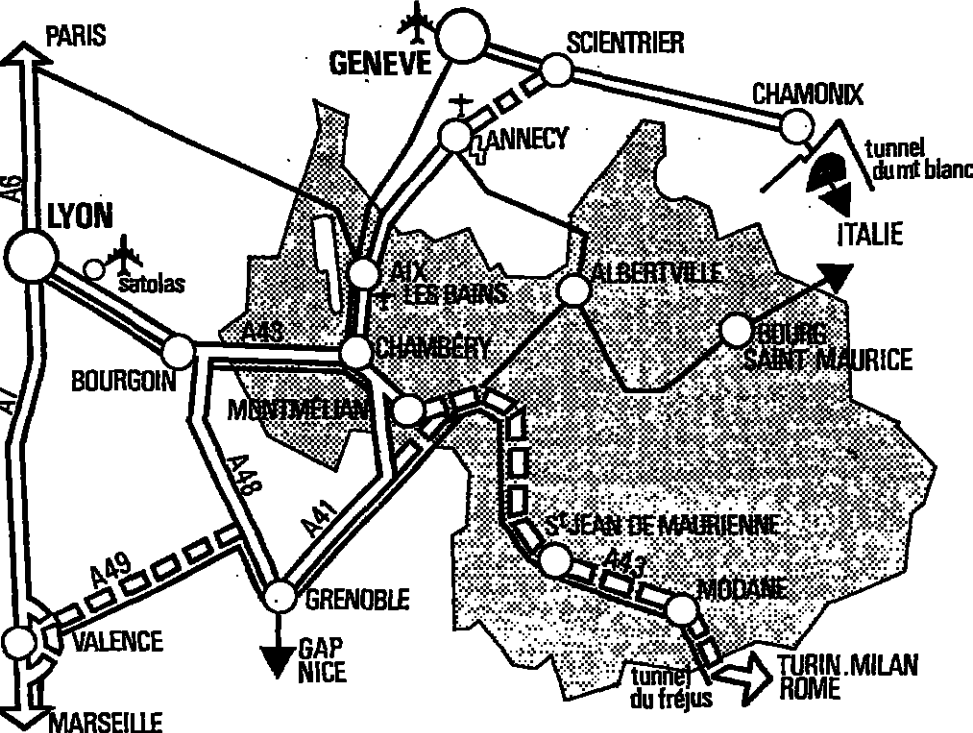 PARIS
GENEVE
SCIENTRIER
CHAMONIX
ANNECY
tunnel
du mt blanc
A6
LYON
ITALIE
satolas
AIX
LES BAINS
ALBERTVILLE
A43
CHAMBÉRY
BOURG
SAINT MAURICE
BOURGOIN
A7
MONTMELIAN
A48
A41
St JEAN DE MAURIENNE
A49
A43
MODANE
GRENOBLE
VALENCE
GAP
NICE
TURIN.MILAN
ROME
tunnel
du fréjus
MARSEILLE